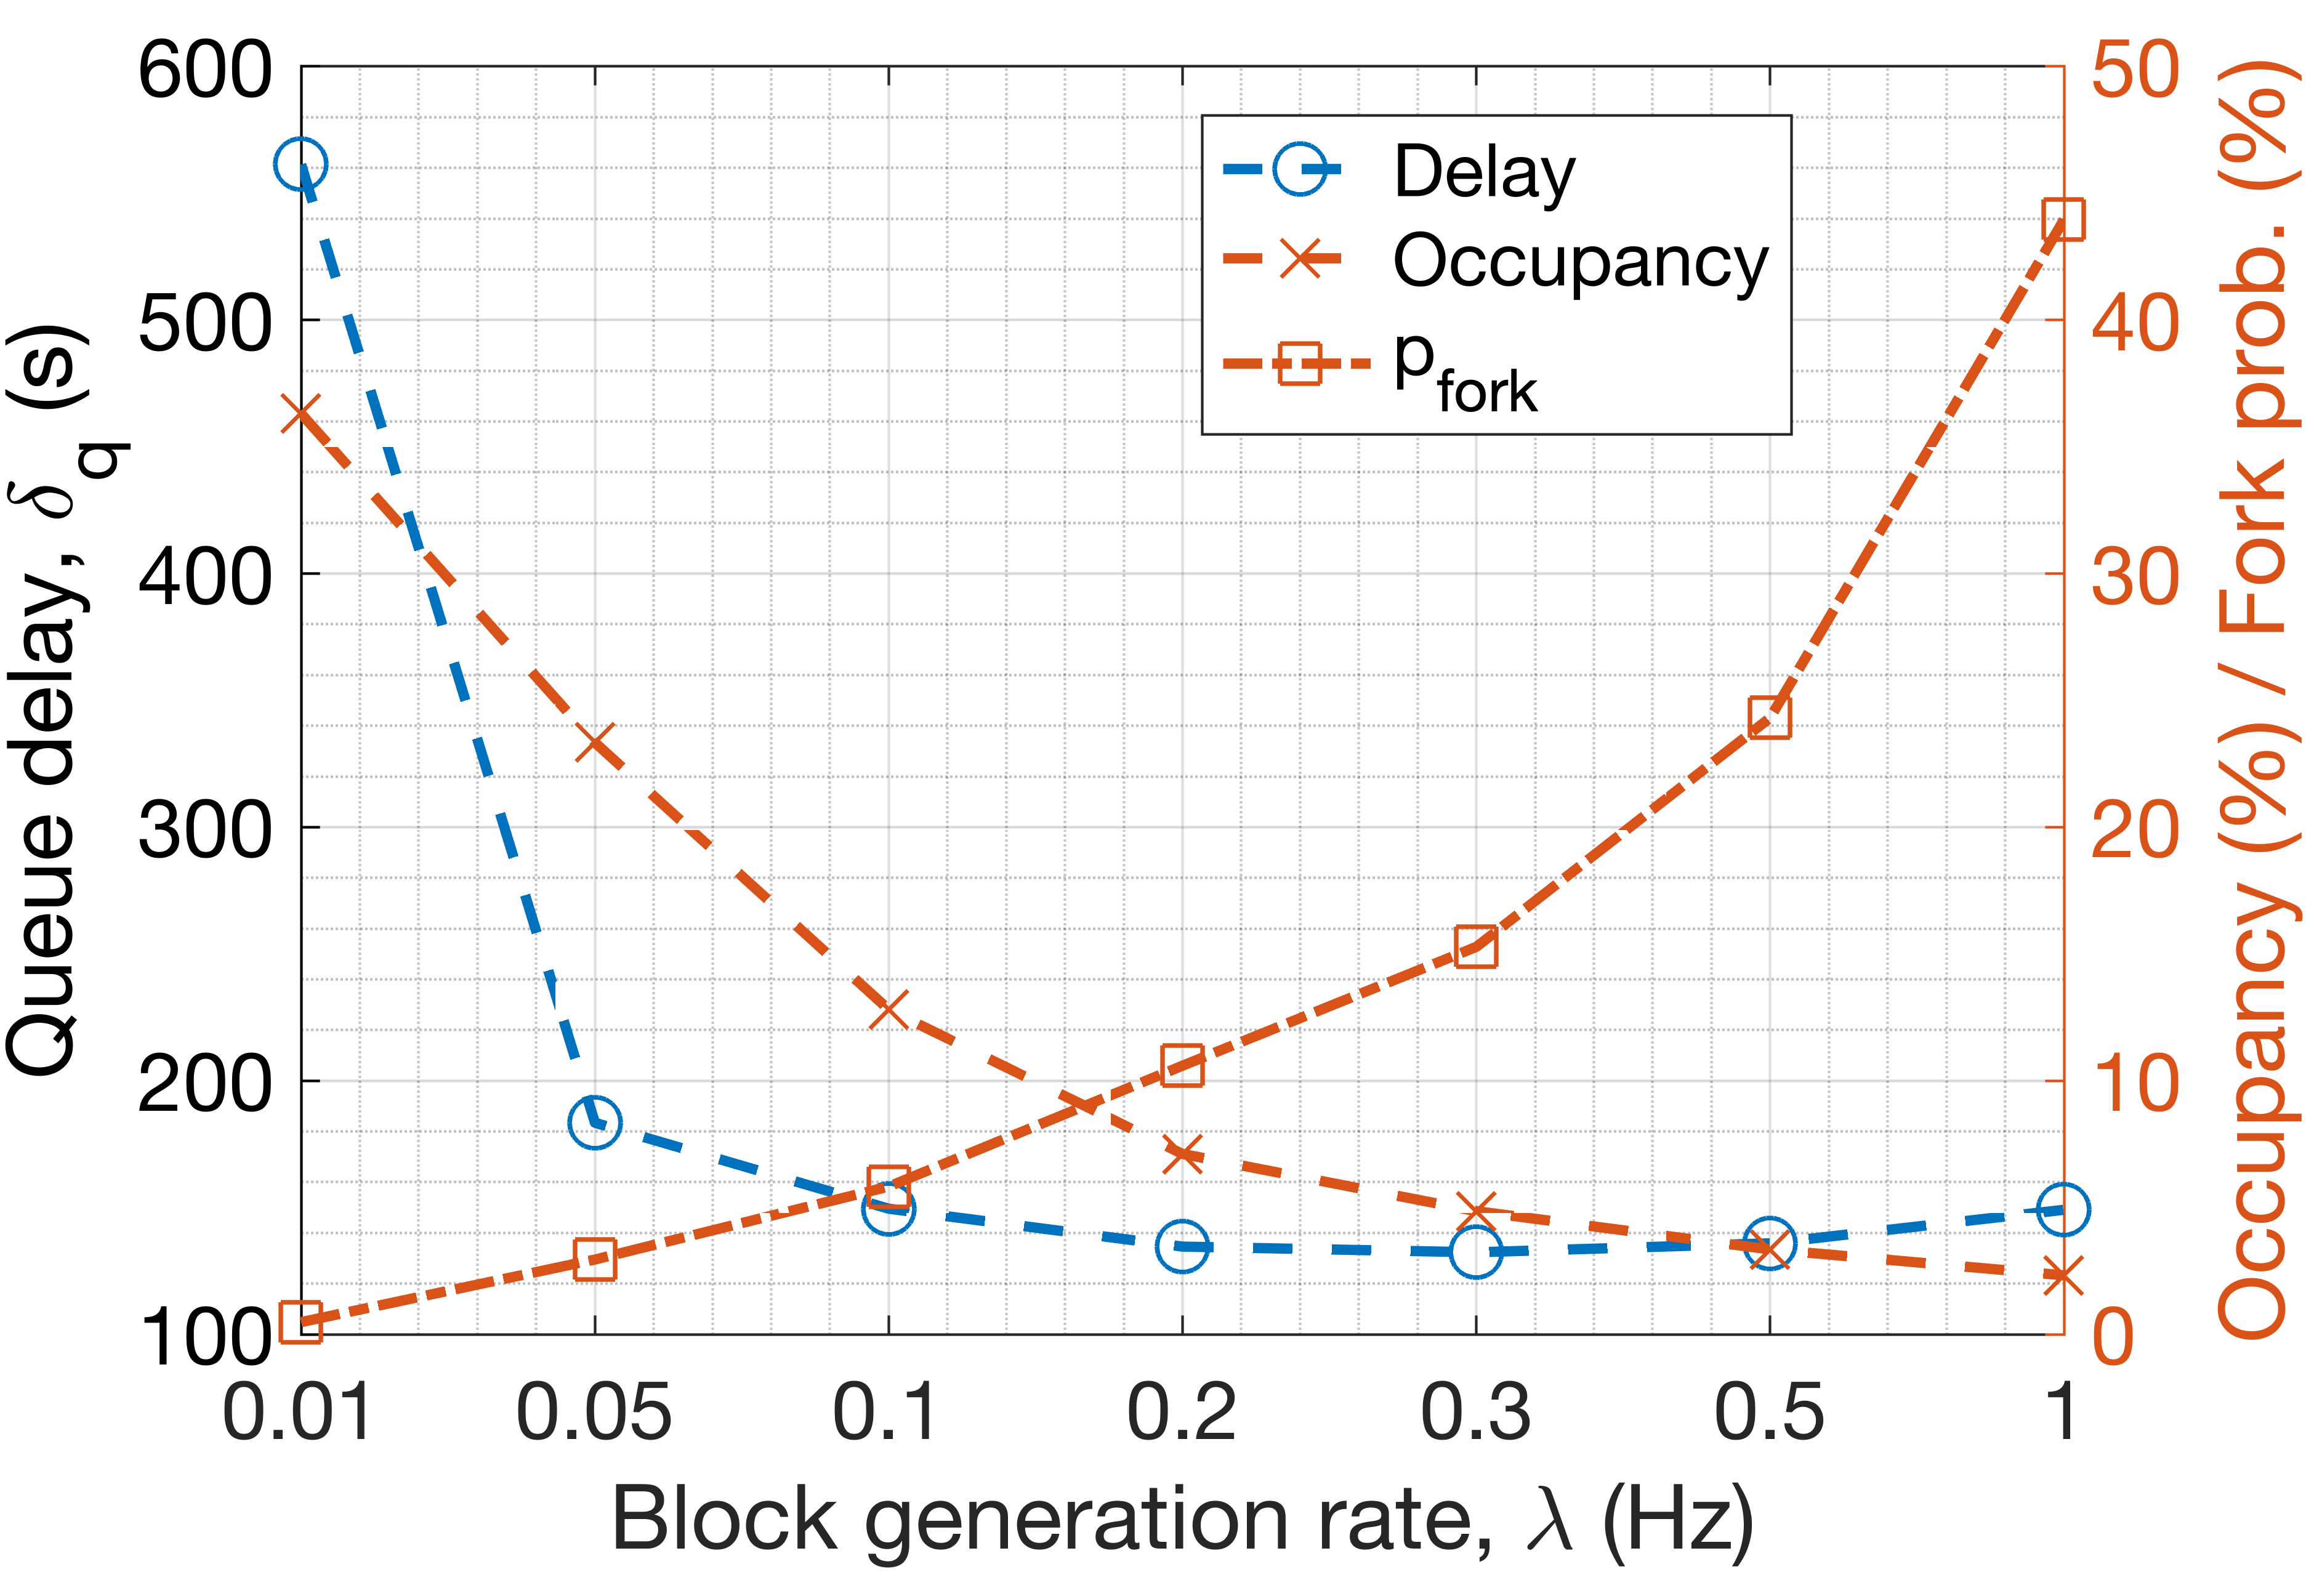 Queue delay, δq (s)
600
500
400
300
200
100
Delay
Occupancy
pfork
50
40
30
20
10
0
Occupancy (%) / Fork prob. (%)
0.01 0.05 0.1 0.2 0.3 0.5 1
Block generation rate, λ (Hz)